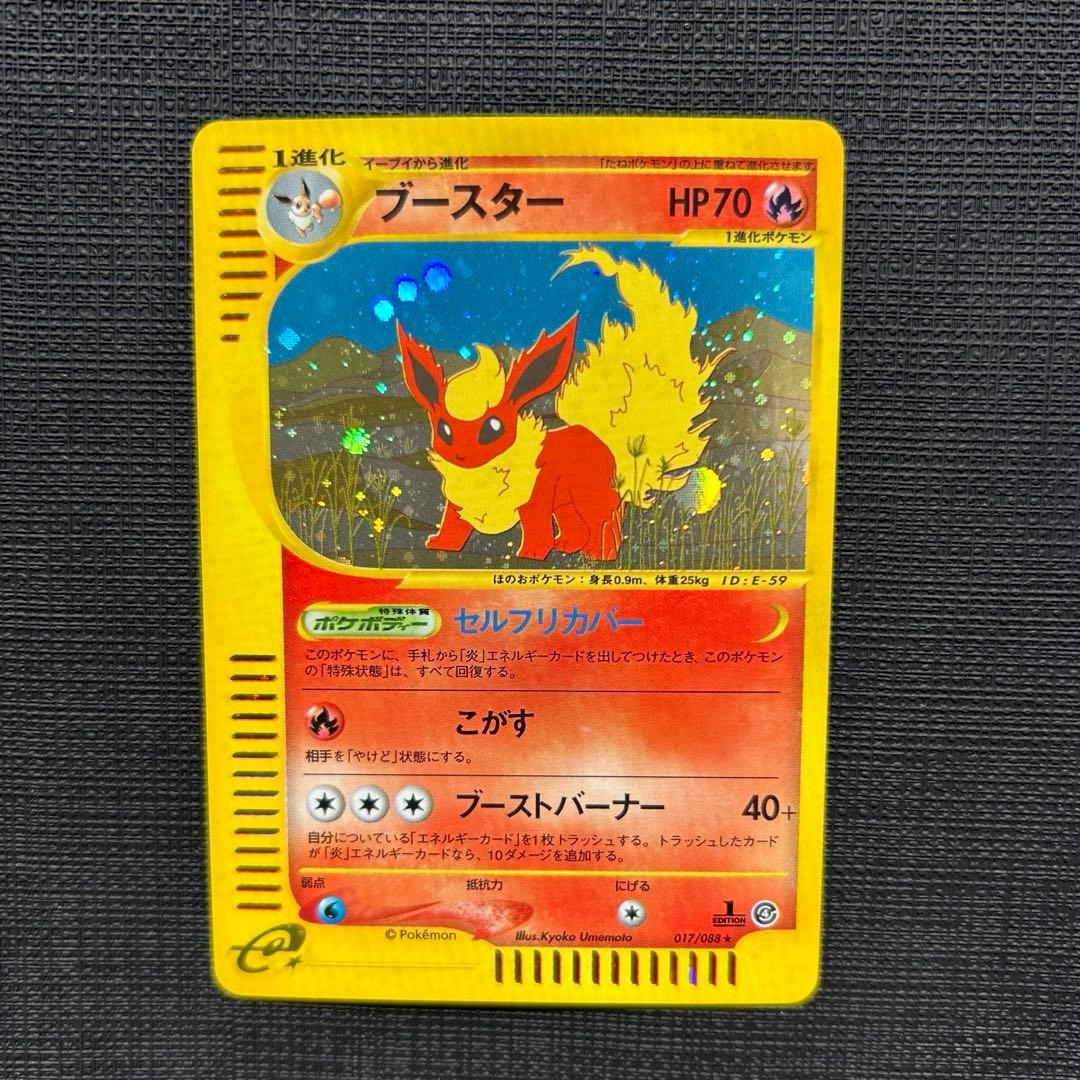 1進化 イーブイから進化 「たねポケモン」の上に重ねて進化させます。
ブースター HP70
1進化ポケモン
ほのおポケモン：身長0.9m、体重25kg ID:E-59
特殊体質
ポケボディー セルフリカバー
このポケモンに、手札から「炎」エネルギーカードを出してつけたとき、このポケモン
の「特殊状態」は、すべて回復する。
こがす
相手を「やけど」状態にする。
ブーストバーナー 40+
自分についている「エネルギーカード」を1枚トラッシュする。トラッシュしたカード
が「炎」エネルギーカードなら、10ダメージを追加する。
弱点 抵抗力 にげる
1 EDITION 4
©Pokémon Illus.Kyoko Umemoto 017/088★
e